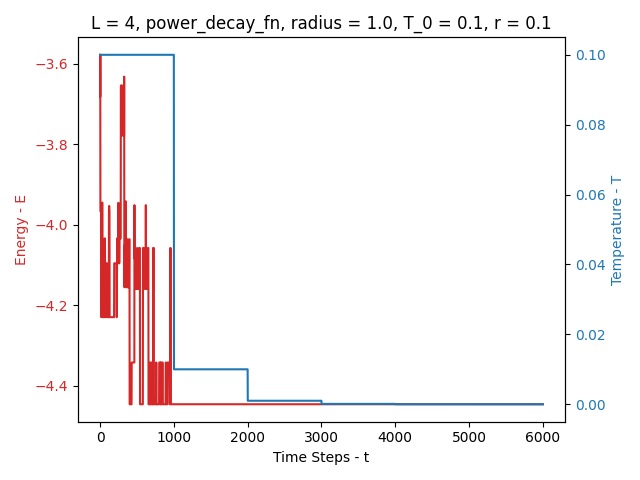 L = 4, power_decay_fn, radius = 1.0, T_0 = 0.1, r = 0.1
Energy - E
−3.6
−3.8
−4.0
−4.2
−4.4
0.10
0.08
0.06
0.04
0.02
0.00
Temperature - T
0 1000 2000 3000 4000 5000 6000
Time Steps - t